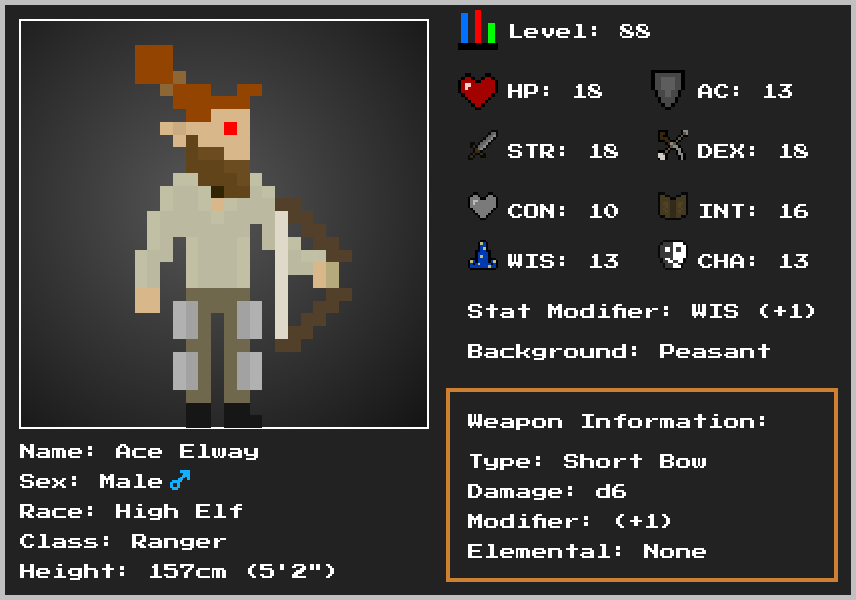 Level: 88
HP: 18
AC: 13
STR: 18
DEX: 18
CON: 10
INT: 16
WIS: 13
CHA: 13
Stat Modifier: WIS (+1)
Background: Peasant
Weapon Information:
Type: Short Bow
Damage: d6
Modifier: (+1)
Elemental: None
Name: Ace Elway
Sex: Male ♂
Race: High Elf
Class: Ranger
Height: 157cm (5'2")